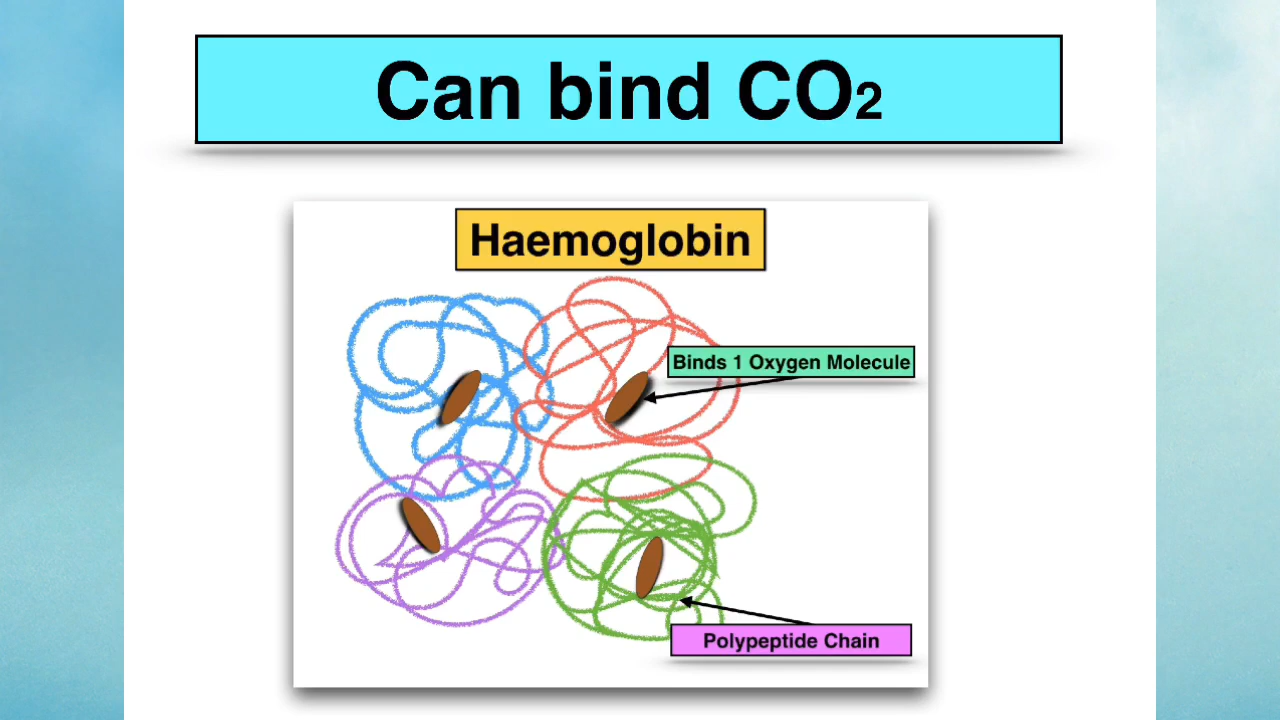 Can bind CO2
Haemoglobin
Binds 1 Oxygen Molecule
Polypeptide Chain